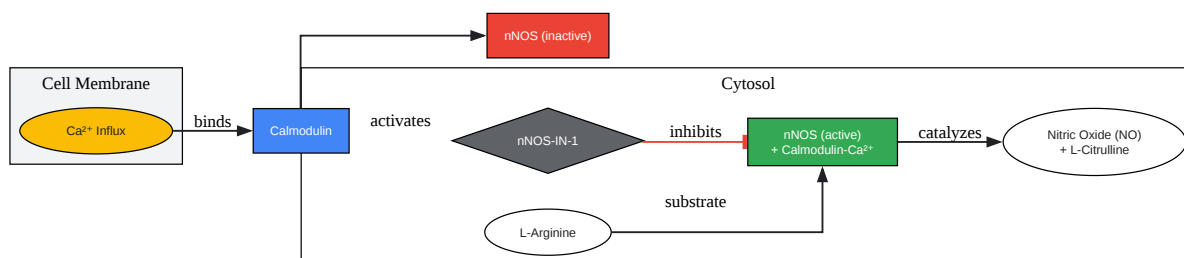 nNOS (inactive)
Cell Membrane
Cytosol
Ca²⁺ Influx
binds
Calmodulin
activates
nNOS-IN-1
inhibits
nNOS (active)
+ Calmodulin-Ca²⁺
catalyzes
Nitric Oxide (NO)
+ L-Citrulline
substrate
L-Arginine